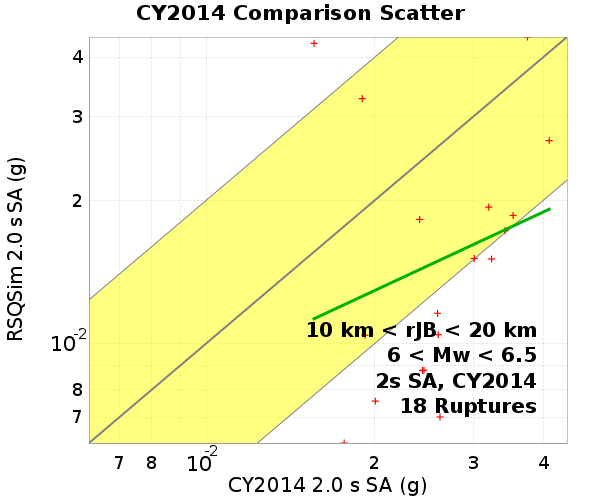 CY2014 Comparison Scatter
RSQSim 2.0 s SA (g)
4
3
2
10^-2
8
7
10 km < rJB < 20 km
6 < Mw < 6.5
2s SA, CY2014
18 Ruptures
7 8 10^-2 2 3 4
CY2014 2.0 s SA (g)